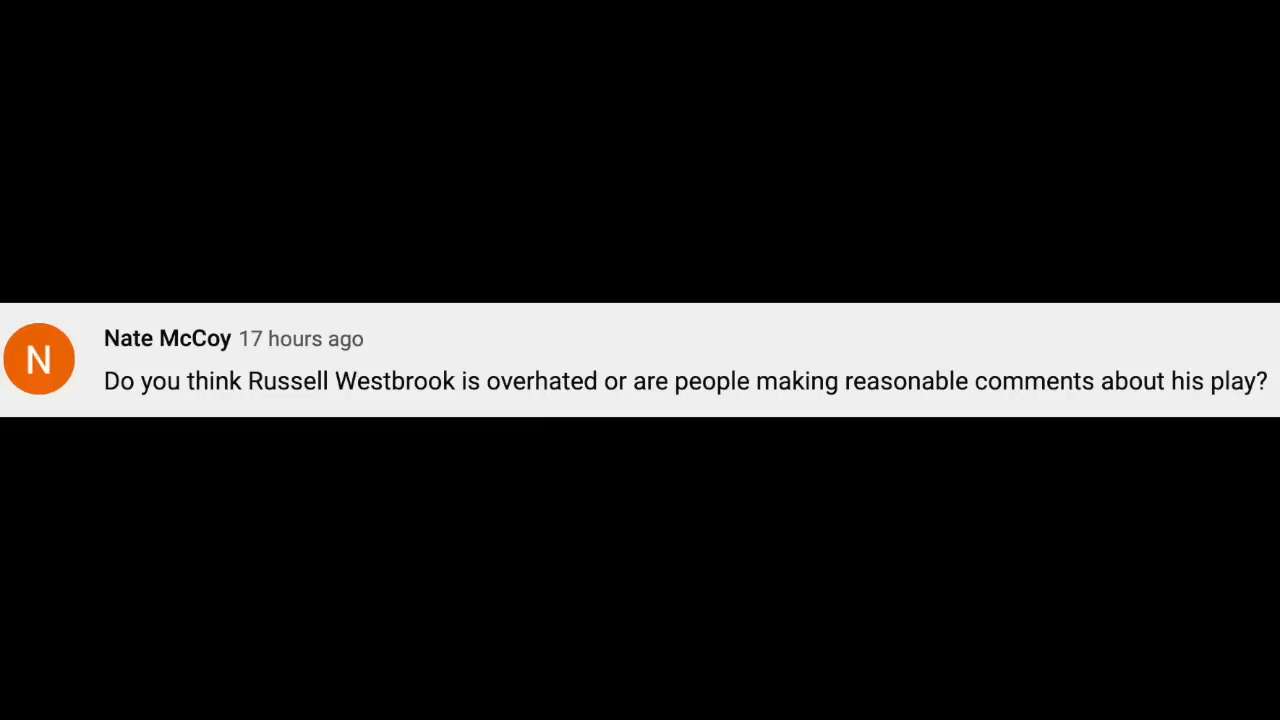 N
Nate McCoy 17 hours ago
Do you think Russell Westbrook is overhated or are people making reasonable comments about his play?